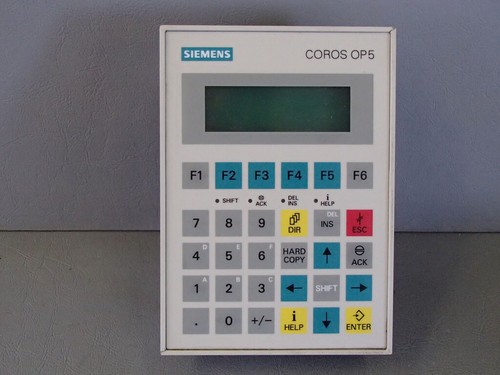 SIEMENS COROS OP5
F1 F2 F3 F4 F5 F6
SHIFT ACK DEL INS i HELP
7 8 9 DIR DEL INS ESC
4 D 5 E 6 F HARD COPY ACK
1 A 2 B 3 C SHIFT
. 0 +/- i HELP ENTER